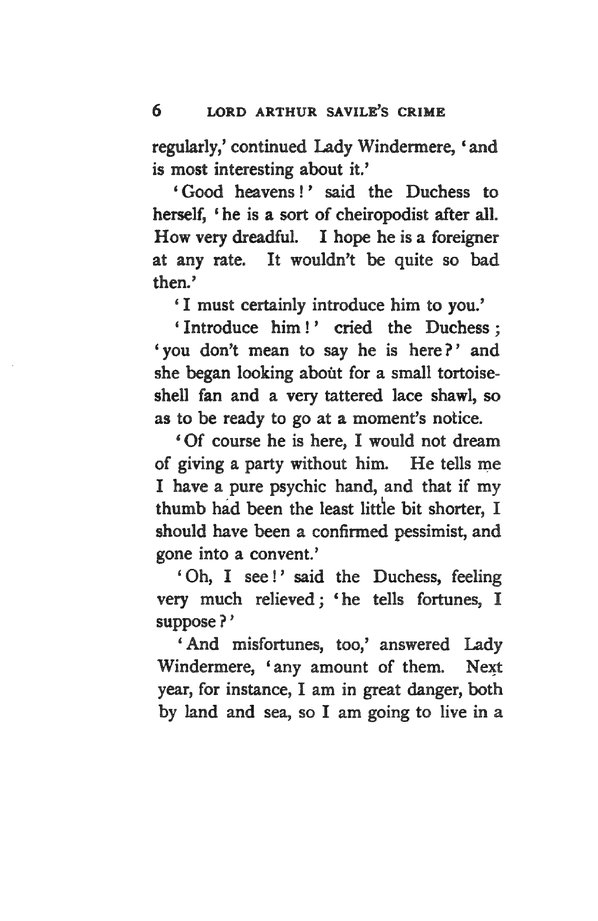 6 LORD ARTHUR SAVILE'S CRIME
regularly,' continued Lady Windermere, 'and
is most interesting about it.'
'Good heavens!' said the Duchess to
herself, 'he is a sort of cheiropodist after all.
How very dreadful. I hope he is a foreigner
at any rate. It wouldn't be quite so bad
then.'
'I must certainly introduce him to you.'
'Introduce him!' cried the Duchess;
'you don't mean to say he is here?' and
she began looking about for a small tortoise-
shell fan and a very tattered lace shawl, so
as to be ready to go at a moment's notice.
'Of course he is here, I would not dream
of giving a party without him. He tells me
I have a pure psychic hand, and that if my
thumb had been the least little bit shorter, I
should have been a confirmed pessimist, and
gone into a convent.'
'Oh, I see!' said the Duchess, feeling
very much relieved; 'he tells fortunes, I
suppose?'
'And misfortunes, too,' answered Lady
Windermere, 'any amount of them. Next
year, for instance, I am in great danger, both
by land and sea, so I am going to live in a